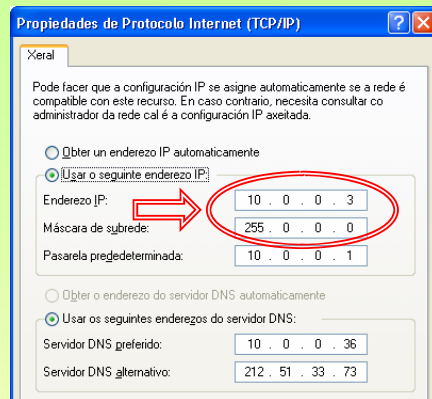 Propiedades de Protocolo Internet (TCP/IP)
Xeral
Pode facer que a configuración IP se asigne automaticamente se a rede é
compatible con este recurso. En caso contrario, necesita consultar co
administrador da rede cal é a configuración IP axeitada.
Obter un enderezo IP automaticamente
Usar o seguinte enderezo IP:
Enderezo IP: 10 . 0 . 0 . 3
Máscara de subrede: 255 . 0 . 0 . 0
Pasarela predeterminada: 10 . 0 . 0 . 1
Obter o enderezo do servidor DNS automaticamente
Usar os seguintes enderezos do servidor DNS:
Servidor DNS preferido: 10 . 0 . 0 . 36
Servidor DNS alternativo: 212 . 51 . 33 . 73